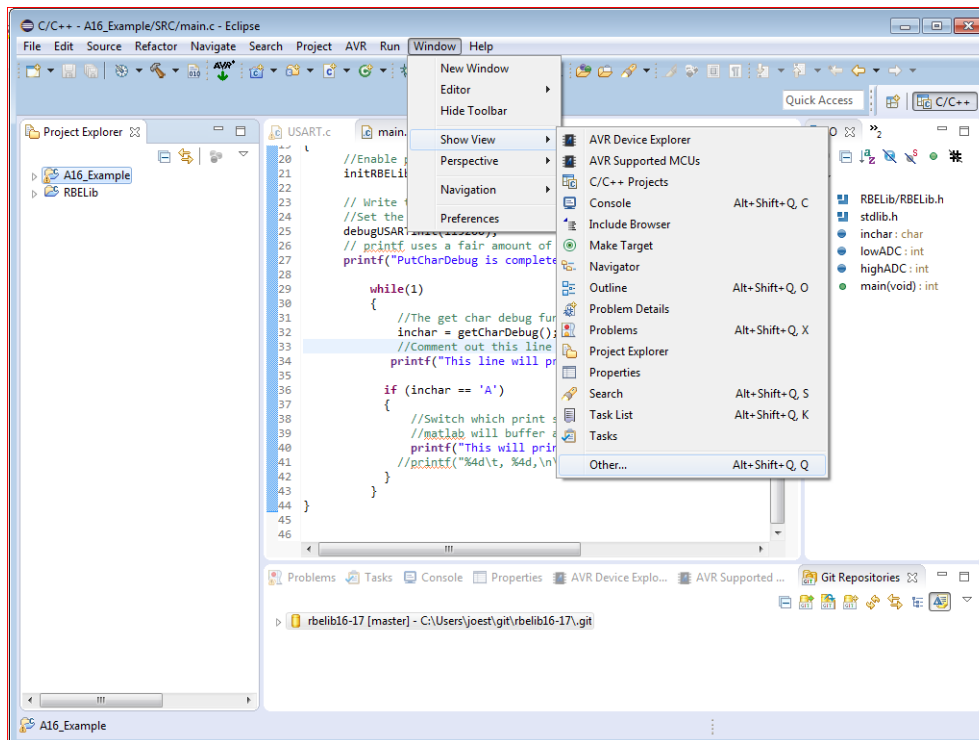 C/C++ - A16_Example/SRC/main.c - Eclipse
File Edit Source Refactor Navigate Search Project AVR Run Window Help
AVR
Quick Access
C/C++
New Window
Editor
Hide Toolbar
Show View
Perspective
Navigation
Preferences
AVR Device Explorer
AVR Supported MCUs
C/C++ Projects
Console Alt+Shift+Q, C
Include Browser
Make Target
Navigator
Outline Alt+Shift+Q, O
Problem Details
Problems Alt+Shift+Q, X
Project Explorer
Properties
Search Alt+Shift+Q, S
Task List Alt+Shift+Q, K
Tasks
Other... Alt+Shift+Q, Q
Project Explorer
A16_Example
RBELib
USART.c main.
20 //Enable p
21 initRBELib
22
23 // Write t
24 //Set the
25 debugUSARTInit(115200);
26 // printf uses a fair amount of
27 printf("PutCharDebug is complete
28
29 while(1)
30 {
31 //The get char debug fun
32 inchar = getCharDebug();
33 //Comment out this line
34 printf("This line will pr
35
36 if (inchar == 'A')
37 {
38 //Switch which print s
39 //matlab will buffer a
40 printf("This will prin
41 //printf("%4d\t, %4d,\n\
42 }
43 }
44 }
45
46
O »2
RBELib/RBELib.h
stdlib.h
inchar : char
lowADC : int
highADC : int
main(void) : int
Problems Tasks Console Properties AVR Device Explo... AVR Supported ... Git Repositories
rbelib16-17 [master] - C:\Users\joest\git\rbelib16-17\.git
A16_Example